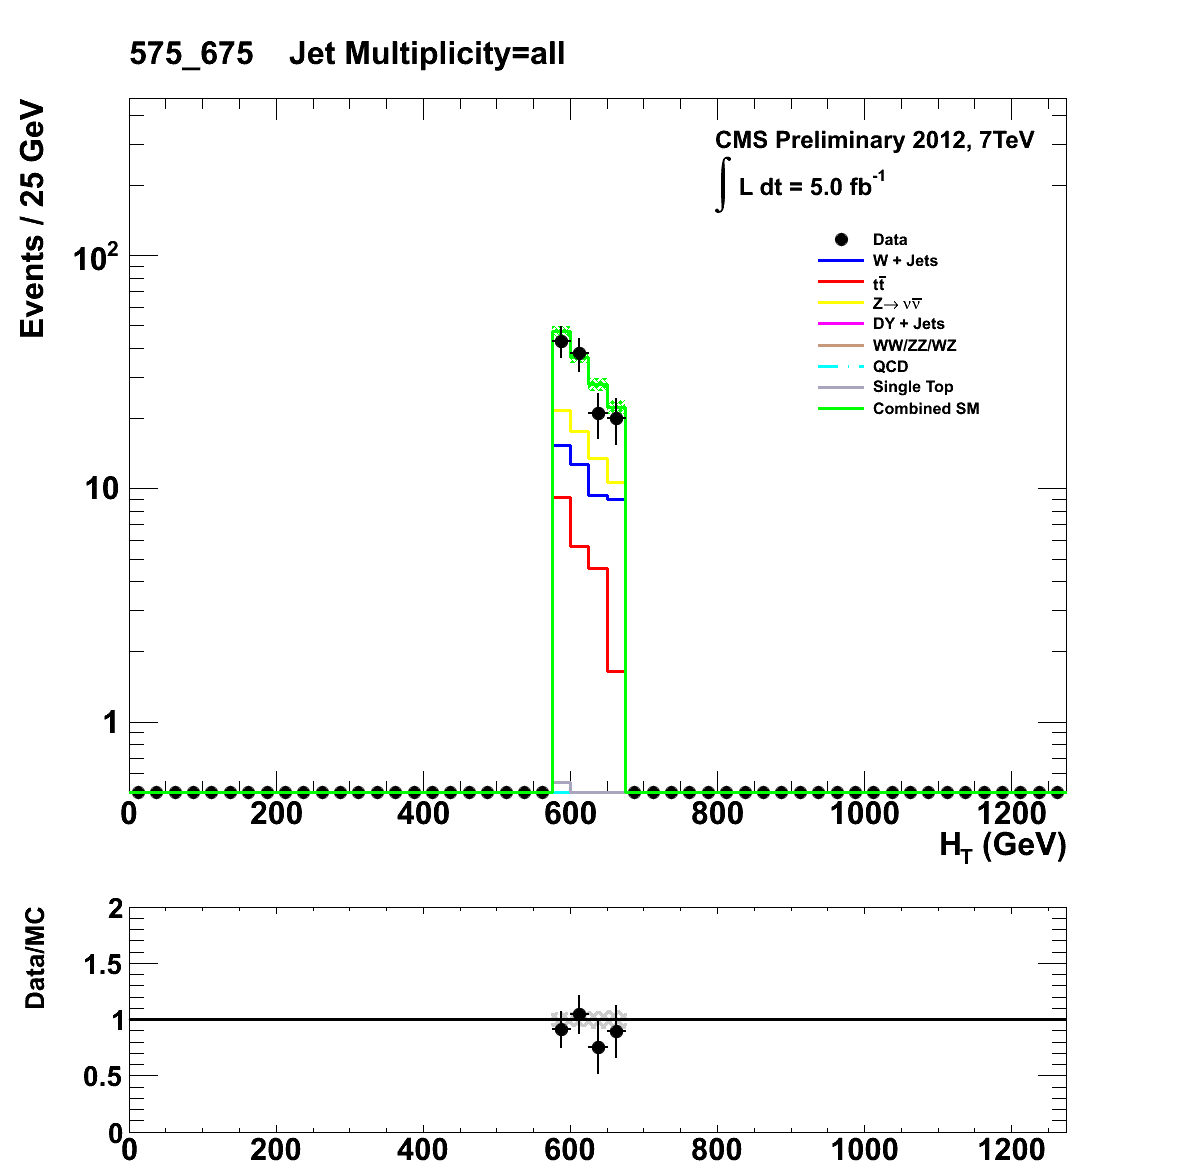 575_675 Jet Multiplicity=all
Events / 25 GeV
CMS Preliminary 2012, 7TeV
∫ L dt = 5.0 fb⁻¹
Data
W + Jets
tt̅
Z→ νν̅
DY + Jets
WW/ZZ/WZ
QCD
Single Top
Combined SM
10²
10
1
0 200 400 600 800 1000 1200
H_T (GeV)
Data/MC
2
1.5
1
0.5
0
0 200 400 600 800 1000 1200